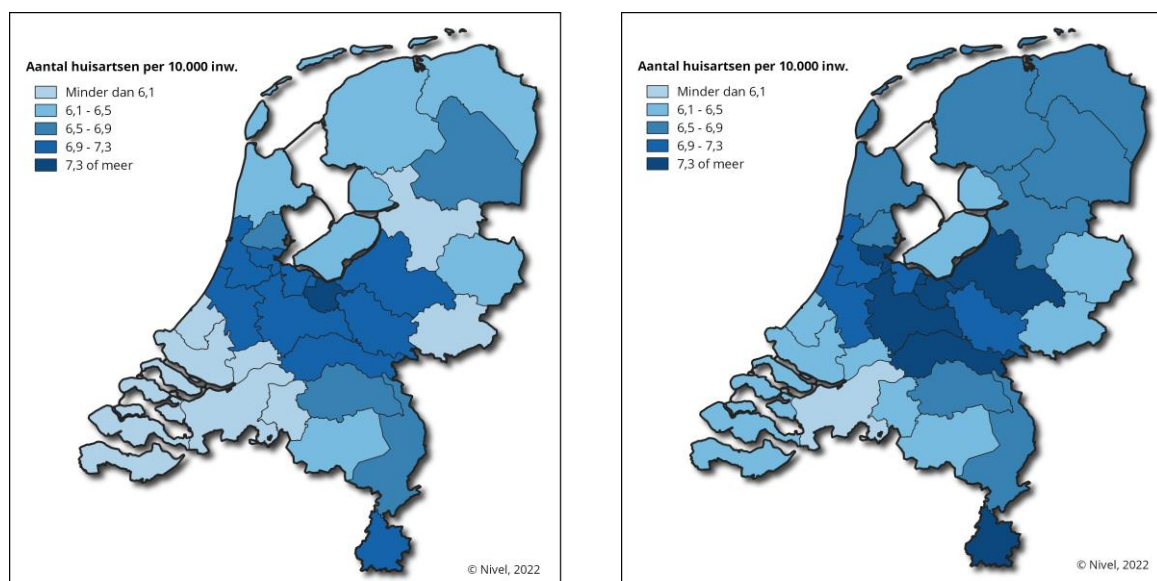 Aantal huisartsen per 10.000 inw.
Minder dan 6,1
6,1 - 6,5
6,5 - 6,9
6,9 - 7,3
7,3 of meer
© Nivel, 2022
Aantal huisartsen per 10.000 inw.
Minder dan 6,1
6,1 - 6,5
6,5 - 6,9
6,9 - 7,3
7,3 of meer
© Nivel, 2022